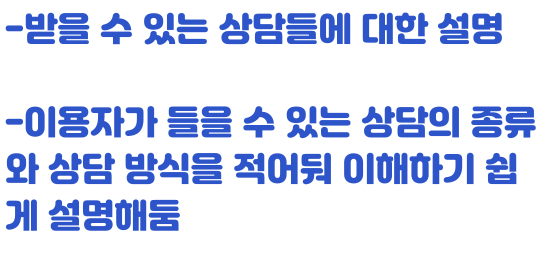 -받을 수 있는 상담들에 대한 설명
-이용자가 들을 수 있는 상담의 종류
와 상담 방식을 적어둬 이해하기 쉽
게 설명해둠